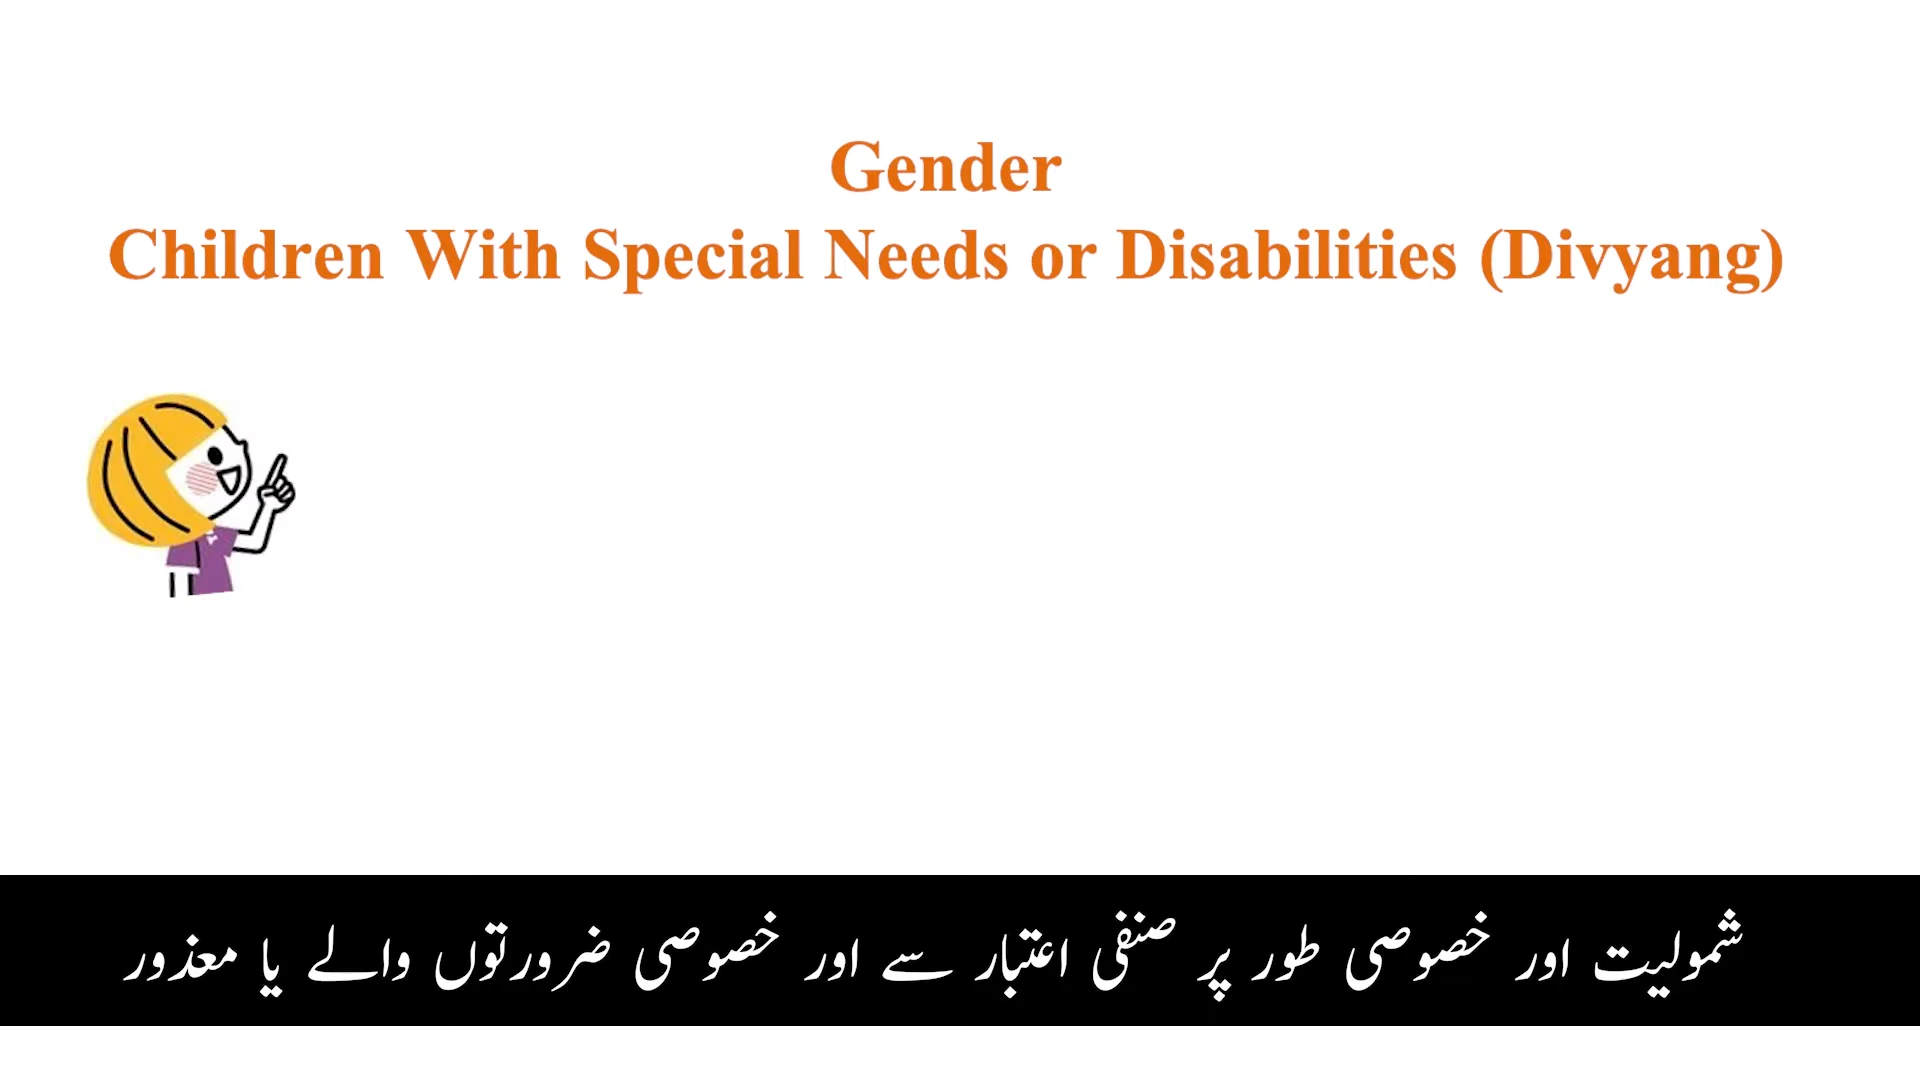 Gender
Children With Special Needs or Disabilities (Divyang)
شمولیت اور خصوصی طور پر صنفی اعتبار سے اور خصوصی ضرورتوں والے یا معذور